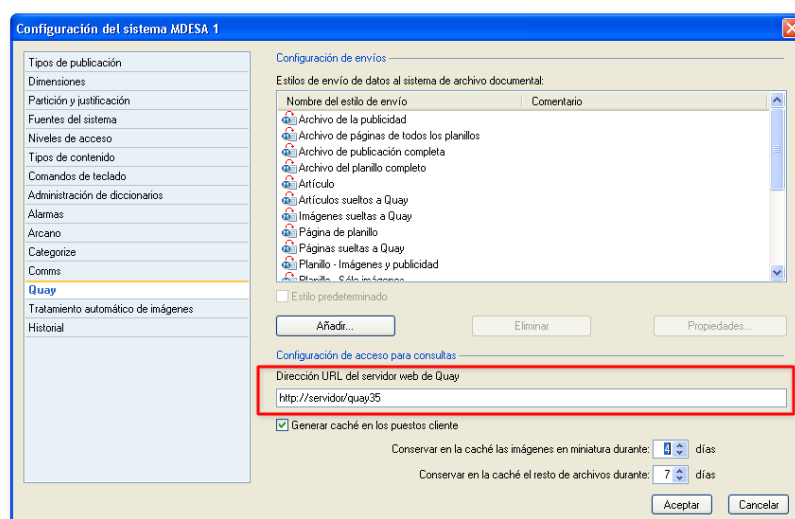 Configuración del sistema MDESA 1
Tipos de publicación
Dimensiones
Partición y justificación
Fuentes del sistema
Niveles de acceso
Tipos de contenido
Comandos de teclado
Administración de diccionarios
Alarmas
Arcano
Categorize
Comms
Quay
Tratamiento automático de imágenes
Historial
Configuración de envíos
Estilos de envío de datos al sistema de archivo documental:
Nombre del estilo de envío Comentario
Archivo de la publicidad
Archivo de páginas de todos los planillos
Archivo de publicación completa
Archivo del planillo completo
Artículo
Artículos sueltos a Quay
Imágenes sueltas a Quay
Página de planillo
Páginas sueltas a Quay
Planillo - Imágenes y publicidad
Planillo - Sólo imágenes
Estilo predeterminado
Añadir... Eliminar Propiedades...
Configuración de acceso para consultas
Dirección URL del servidor web de Quay
http://servidor/quay35
Generar caché en los puestos cliente
Conservar en la caché las imágenes en miniatura durante: 4 días
Conservar en la caché el resto de archivos durante: 7 días
Aceptar Cancelar